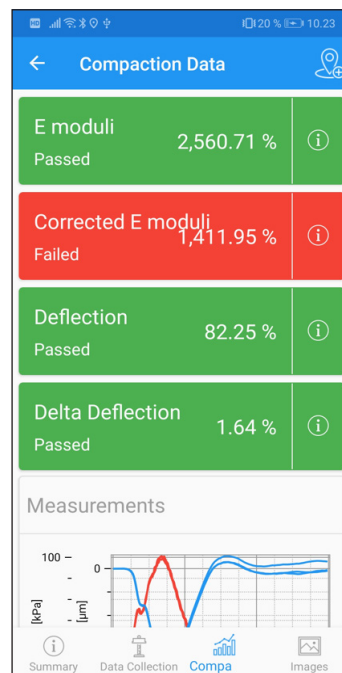 HD 20 % 10.23
Compaction Data
E moduli
2,560.71 %
Passed
Corrected E moduli
1,411.95 %
Failed
Deflection
82.25 %
Passed
Delta Deflection
1.64 %
Passed
Measurements
100
0
[kPa]
[µm]
Summary Data Collection Compa Images